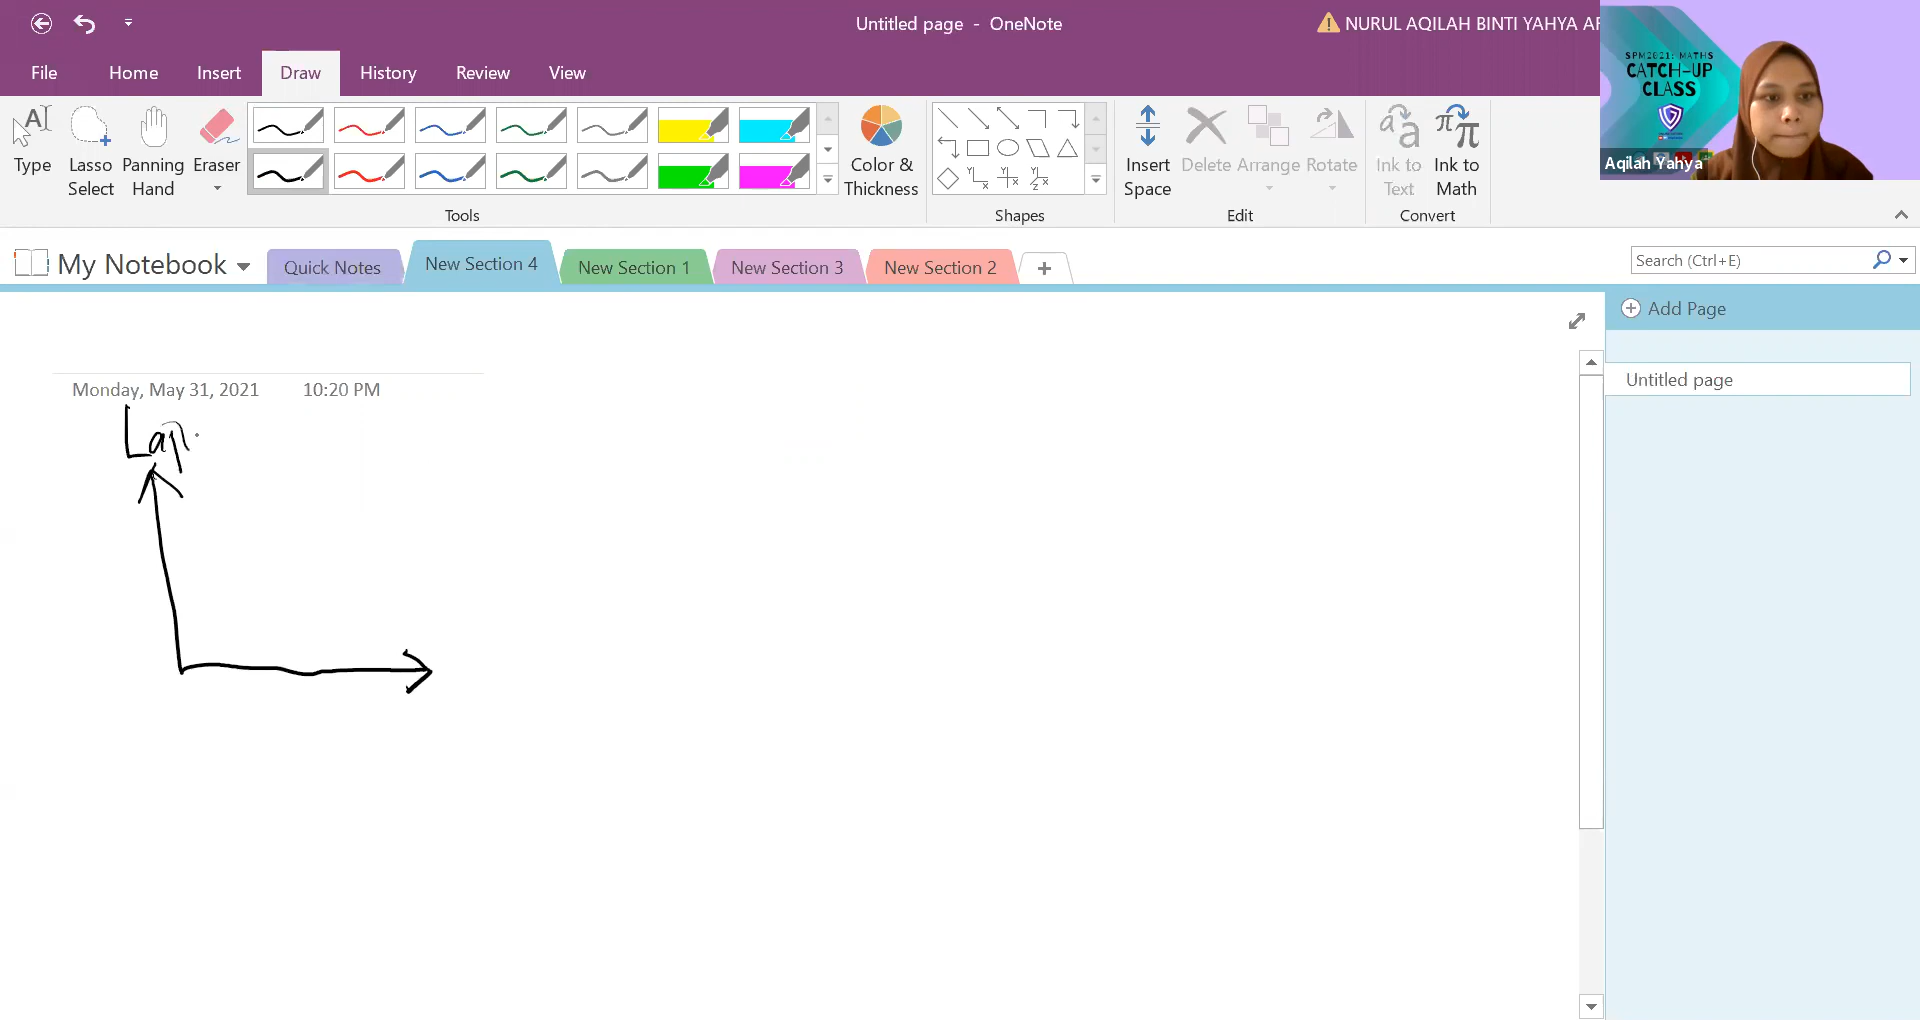 Untitled page - OneNote
NURUL AQILAH BINTI YAHYA AF
File Home Insert Draw History Review View
SPM2021: MATHS
CATCH-UP
CLASS
Aqilah Yahya
Type
Lasso Select
Panning Hand
Eraser
Color & Thickness
Insert Space
Delete
Arrange
Rotate
Ink to Text
Ink to Math
Tools
Shapes
Edit
Convert
My Notebook
Quick Notes
New Section 4
New Section 1
New Section 3
New Section 2
Search (Ctrl+E)
Add Page
Untitled page
Monday, May 31, 2021 10:20 PM